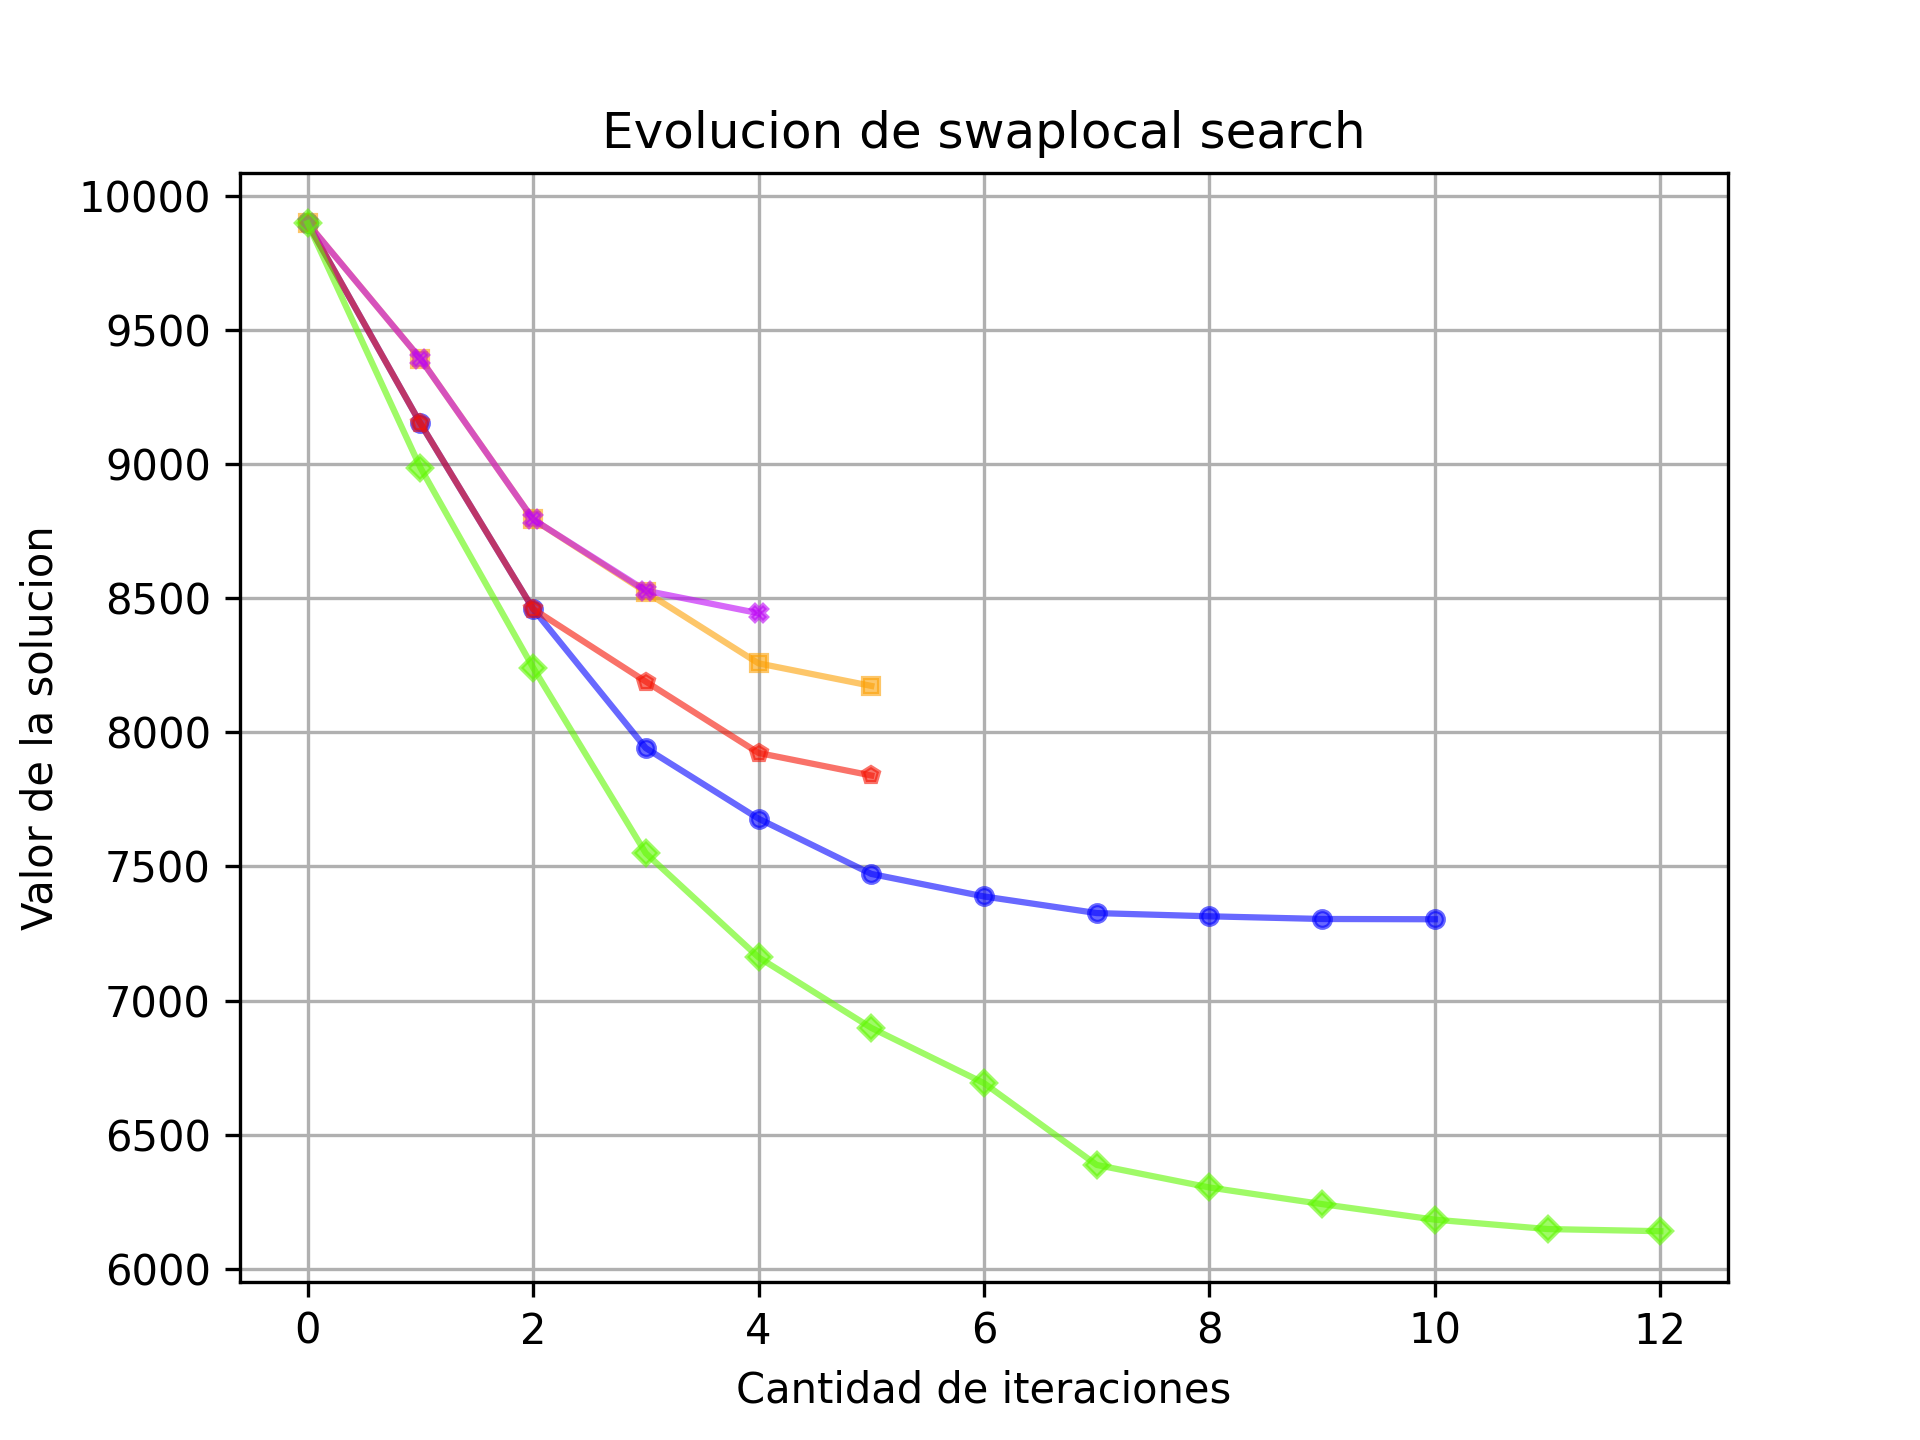 Evolucion de swaplocal search
Valor de la solucion
10000
9500
9000
8500
8000
7500
7000
6500
6000
0 2 4 6 8 10 12
Cantidad de iteraciones